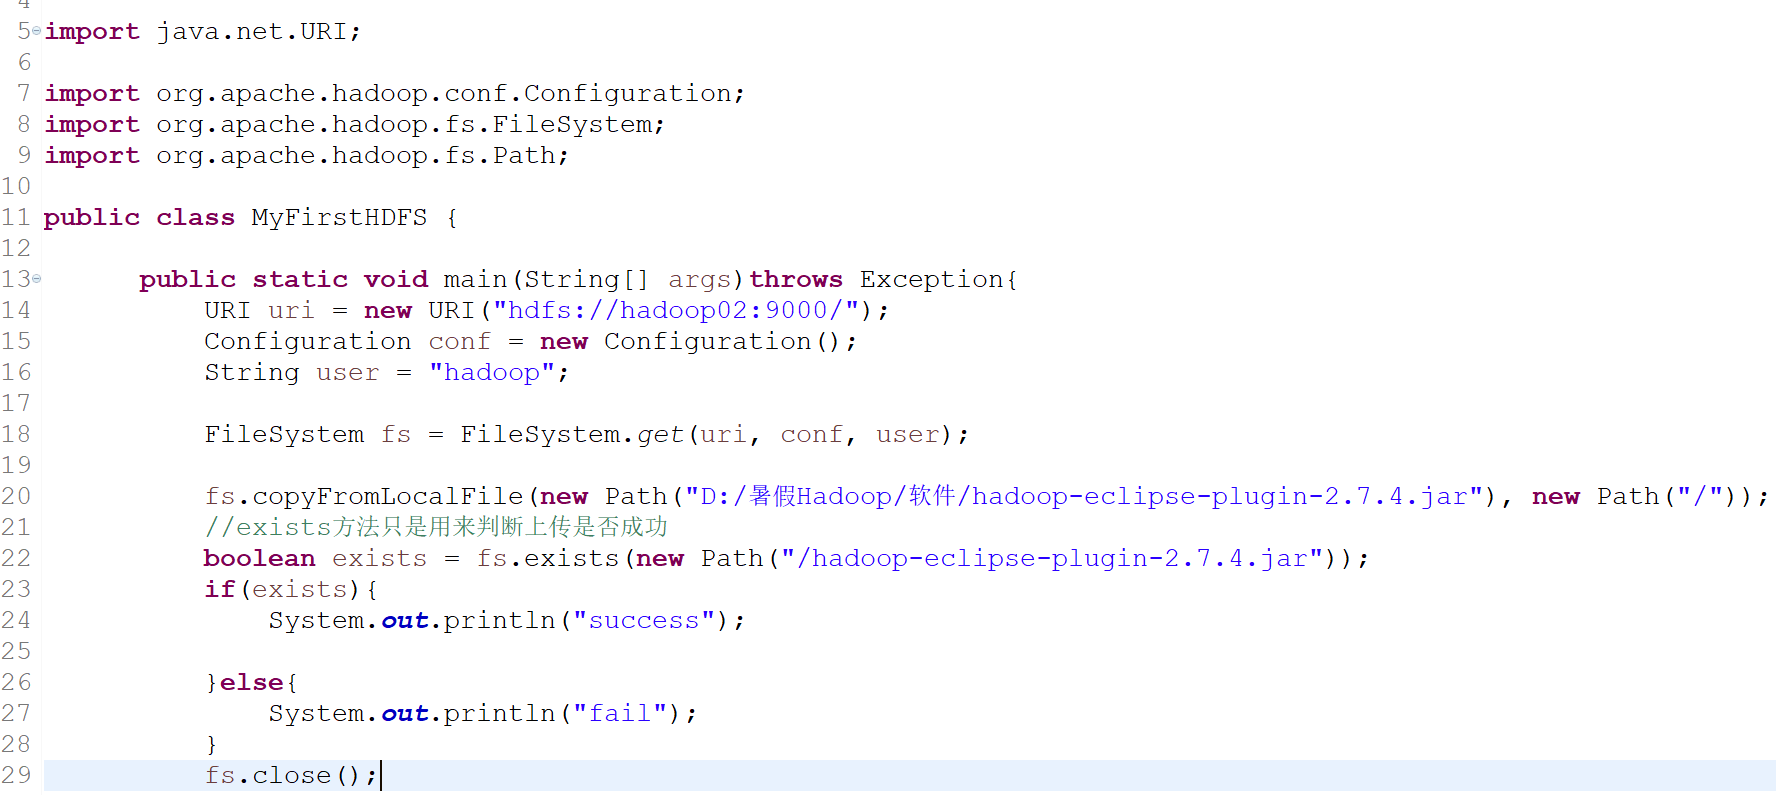 4
5 import java.net.URI;
6
7 import org.apache.hadoop.conf.Configuration;
8 import org.apache.hadoop.fs.FileSystem;
9 import org.apache.hadoop.fs.Path;
10
11 public class MyFirstHDFS {
12
13 public static void main(String[] args)throws Exception{
14 URI uri = new URI("hdfs://hadoop02:9000/");
15 Configuration conf = new Configuration();
16 String user = "hadoop";
17
18 FileSystem fs = FileSystem.get(uri, conf, user);
19
20 fs.copyFromLocalFile(new Path("D:/暑假Hadoop/软件/hadoop-eclipse-plugin-2.7.4.jar"), new Path("/"));
21 //exists方法只是用来判断上传是否成功
22 boolean exists = fs.exists(new Path("/hadoop-eclipse-plugin-2.7.4.jar"));
23 if(exists){
24 System.out.println("success");
25
26 }else{
27 System.out.println("fail");
28 }
29 fs.close();